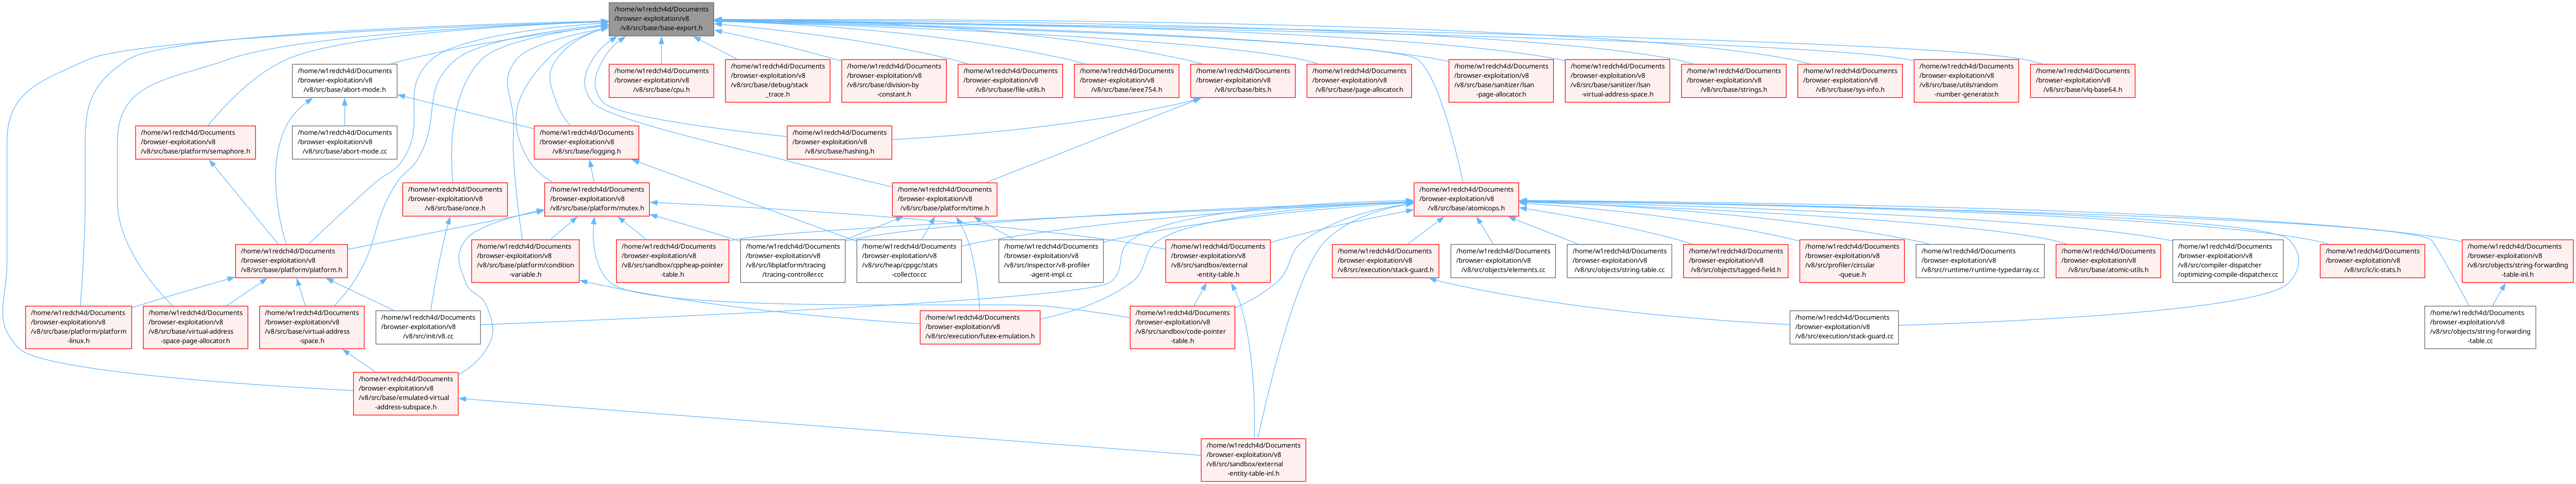 /home/w1redch4d/Documents
/browser-exploitation/v8
/v8/src/base/base-export.h
/home/w1redch4d/Documents
/browser-exploitation/v8
/v8/src/base/abort-mode.h
/home/w1redch4d/Documents
/browser-exploitation/v8
/v8/src/base/cpu.h
/home/w1redch4d/Documents
/browser-exploitation/v8
/v8/src/base/debug/stack
_trace.h
/home/w1redch4d/Documents
/browser-exploitation/v8
/v8/src/base/division-by
-constant.h
/home/w1redch4d/Documents
/browser-exploitation/v8
/v8/src/base/file-utils.h
/home/w1redch4d/Documents
/browser-exploitation/v8
/v8/src/base/ieee754.h
/home/w1redch4d/Documents
/browser-exploitation/v8
/v8/src/base/bits.h
/home/w1redch4d/Documents
/browser-exploitation/v8
/v8/src/base/page-allocator.h
/home/w1redch4d/Documents
/browser-exploitation/v8
/v8/src/base/sanitizer/lsan
-page-allocator.h
/home/w1redch4d/Documents
/browser-exploitation/v8
/v8/src/base/sanitizer/lsan
-virtual-address-space.h
/home/w1redch4d/Documents
/browser-exploitation/v8
/v8/src/base/strings.h
/home/w1redch4d/Documents
/browser-exploitation/v8
/v8/src/base/sys-info.h
/home/w1redch4d/Documents
/browser-exploitation/v8
/v8/src/base/utils/random
-number-generator.h
/home/w1redch4d/Documents
/browser-exploitation/v8
/v8/src/base/vlq-base64.h
/home/w1redch4d/Documents
/browser-exploitation/v8
/v8/src/base/platform/semaphore.h
/home/w1redch4d/Documents
/browser-exploitation/v8
/v8/src/base/abort-mode.cc
/home/w1redch4d/Documents
/browser-exploitation/v8
/v8/src/base/logging.h
/home/w1redch4d/Documents
/browser-exploitation/v8
/v8/src/base/hashing.h
/home/w1redch4d/Documents
/browser-exploitation/v8
/v8/src/base/once.h
/home/w1redch4d/Documents
/browser-exploitation/v8
/v8/src/base/platform/mutex.h
/home/w1redch4d/Documents
/browser-exploitation/v8
/v8/src/base/platform/time.h
/home/w1redch4d/Documents
/browser-exploitation/v8
/v8/src/base/atomicops.h
/home/w1redch4d/Documents
/browser-exploitation/v8
/v8/src/base/platform/platform.h
/home/w1redch4d/Documents
/browser-exploitation/v8
/v8/src/base/platform/condition
-variable.h
/home/w1redch4d/Documents
/browser-exploitation/v8
/v8/src/sandbox/cppheap-pointer
-table.h
/home/w1redch4d/Documents
/browser-exploitation/v8
/v8/src/libplatform/tracing
/tracing-controller.cc
/home/w1redch4d/Documents
/browser-exploitation/v8
/v8/src/heap/cppgc/stats
-collector.cc
/home/w1redch4d/Documents
/browser-exploitation/v8
/v8/src/inspector/v8-profiler
-agent-impl.cc
/home/w1redch4d/Documents
/browser-exploitation/v8
/v8/src/sandbox/external
-entity-table.h
/home/w1redch4d/Documents
/browser-exploitation/v8
/v8/src/execution/stack-guard.h
/home/w1redch4d/Documents
/browser-exploitation/v8
/v8/src/objects/elements.cc
/home/w1redch4d/Documents
/browser-exploitation/v8
/v8/src/objects/string-table.cc
/home/w1redch4d/Documents
/browser-exploitation/v8
/v8/src/objects/tagged-field.h
/home/w1redch4d/Documents
/browser-exploitation/v8
/v8/src/profiler/circular
-queue.h
/home/w1redch4d/Documents
/browser-exploitation/v8
/v8/src/runtime/runtime-typedarray.cc
/home/w1redch4d/Documents
/browser-exploitation/v8
/v8/src/base/atomic-utils.h
/home/w1redch4d/Documents
/browser-exploitation/v8
/v8/src/compiler-dispatcher
/optimizing-compile-dispatcher.cc
/home/w1redch4d/Documents
/browser-exploitation/v8
/v8/src/ic/ic-stats.h
/home/w1redch4d/Documents
/browser-exploitation/v8
/v8/src/objects/string-forwarding
-table-inl.h
/home/w1redch4d/Documents
/browser-exploitation/v8
/v8/src/base/platform/platform
-linux.h
/home/w1redch4d/Documents
/browser-exploitation/v8
/v8/src/base/virtual-address
-space-page-allocator.h
/home/w1redch4d/Documents
/browser-exploitation/v8
/v8/src/base/virtual-address
-space.h
/home/w1redch4d/Documents
/browser-exploitation/v8
/v8/src/init/v8.cc
/home/w1redch4d/Documents
/browser-exploitation/v8
/v8/src/execution/futex-emulation.h
/home/w1redch4d/Documents
/browser-exploitation/v8
/v8/src/sandbox/code-pointer
-table.h
/home/w1redch4d/Documents
/browser-exploitation/v8
/v8/src/execution/stack-guard.cc
/home/w1redch4d/Documents
/browser-exploitation/v8
/v8/src/objects/string-forwarding
-table.cc
/home/w1redch4d/Documents
/browser-exploitation/v8
/v8/src/base/emulated-virtual
-address-subspace.h
/home/w1redch4d/Documents
/browser-exploitation/v8
/v8/src/sandbox/external
-entity-table-inl.h